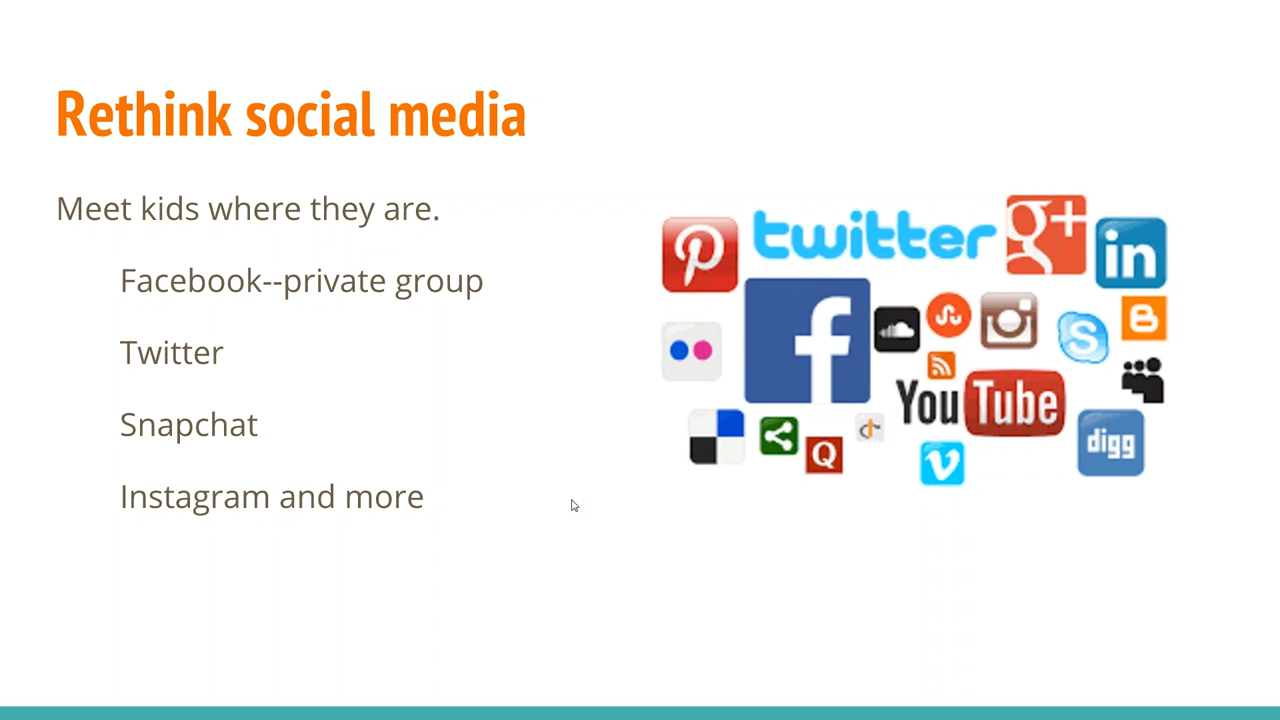 Rethink social media
Meet kids where they are.
Facebook--private group
Twitter
Snapchat
Instagram and more
twitter
g+
in
f
S
B
You Tube
digg
Q
V